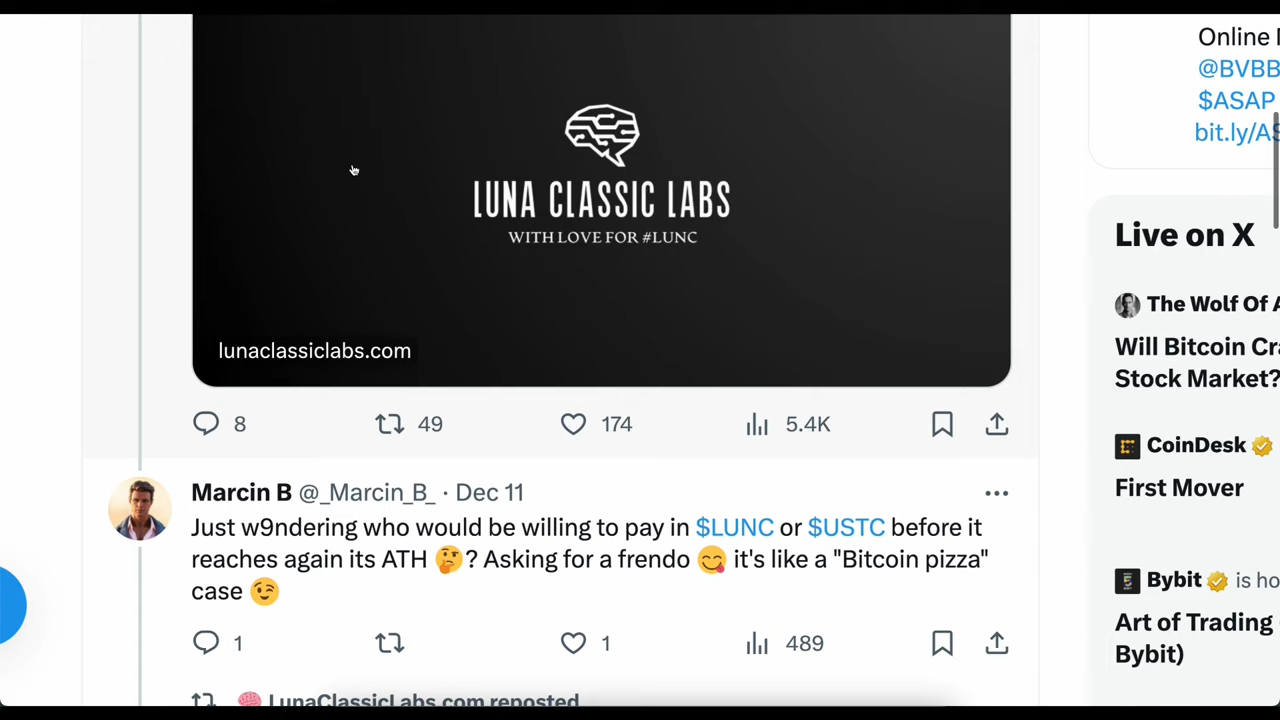 LUNA CLASSIC LABS
WITH LOVE FOR #LUNC
lunaclassiclabs.com
8 49 174 5.4K
Marcin B @_Marcin_B_ · Dec 11
Just w9ndering who would be willing to pay in $LUNC or $USTC before it
reaches again its ATH 🤔? Asking for a frendo 😋 it's like a "Bitcoin pizza"
case 😉
1 1 489
LunaClassicLabs.com reposted
Online
@BVBB
$ASAP
bit.ly/AS
Live on X
The Wolf Of A
Will Bitcoin Cra
Stock Market?
CoinDesk
First Mover
Bybit is ho
Art of Trading
Bybit)